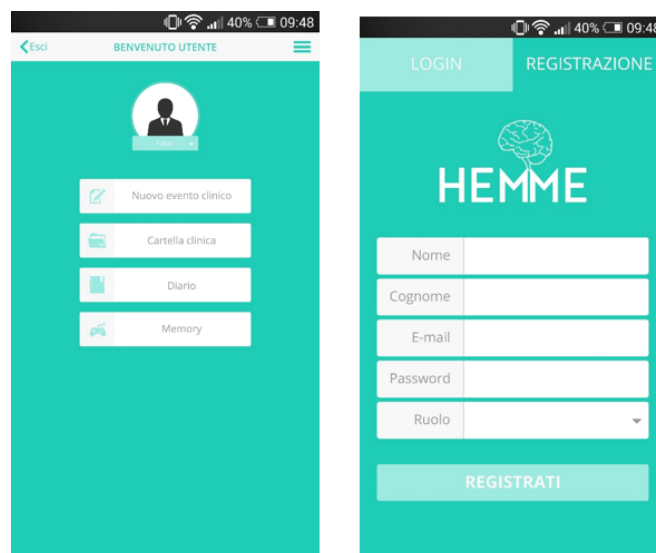 40% 09:48
Esci BENVENUTO UTENTE
Fabio
Nuovo evento clinico
Cartella clinica
Diario
Memory
40% 09:48
LOGIN REGISTRAZIONE
HEMME
Nome
Cognome
E-mail
Password
Ruolo
REGISTRATI